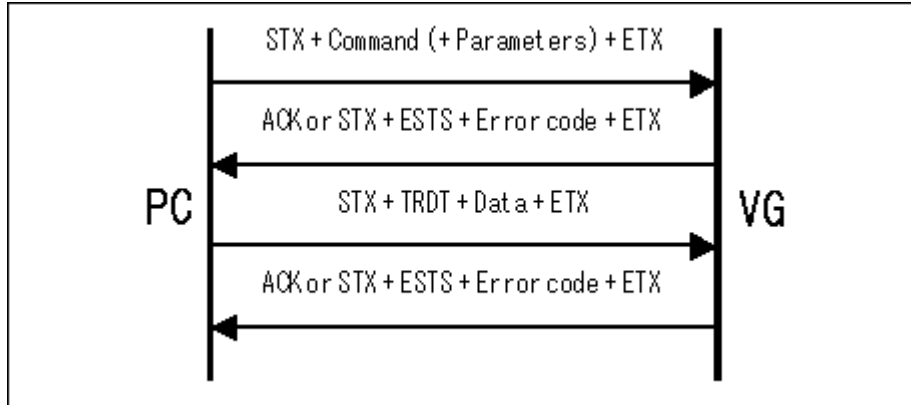 STX + Command (+ Parameters) + ETX
ACK or STX + ESTS + Error code + ETX
PC
STX + TRDT + Data + ETX
VG
ACK or STX + ESTS + Error code + ETX